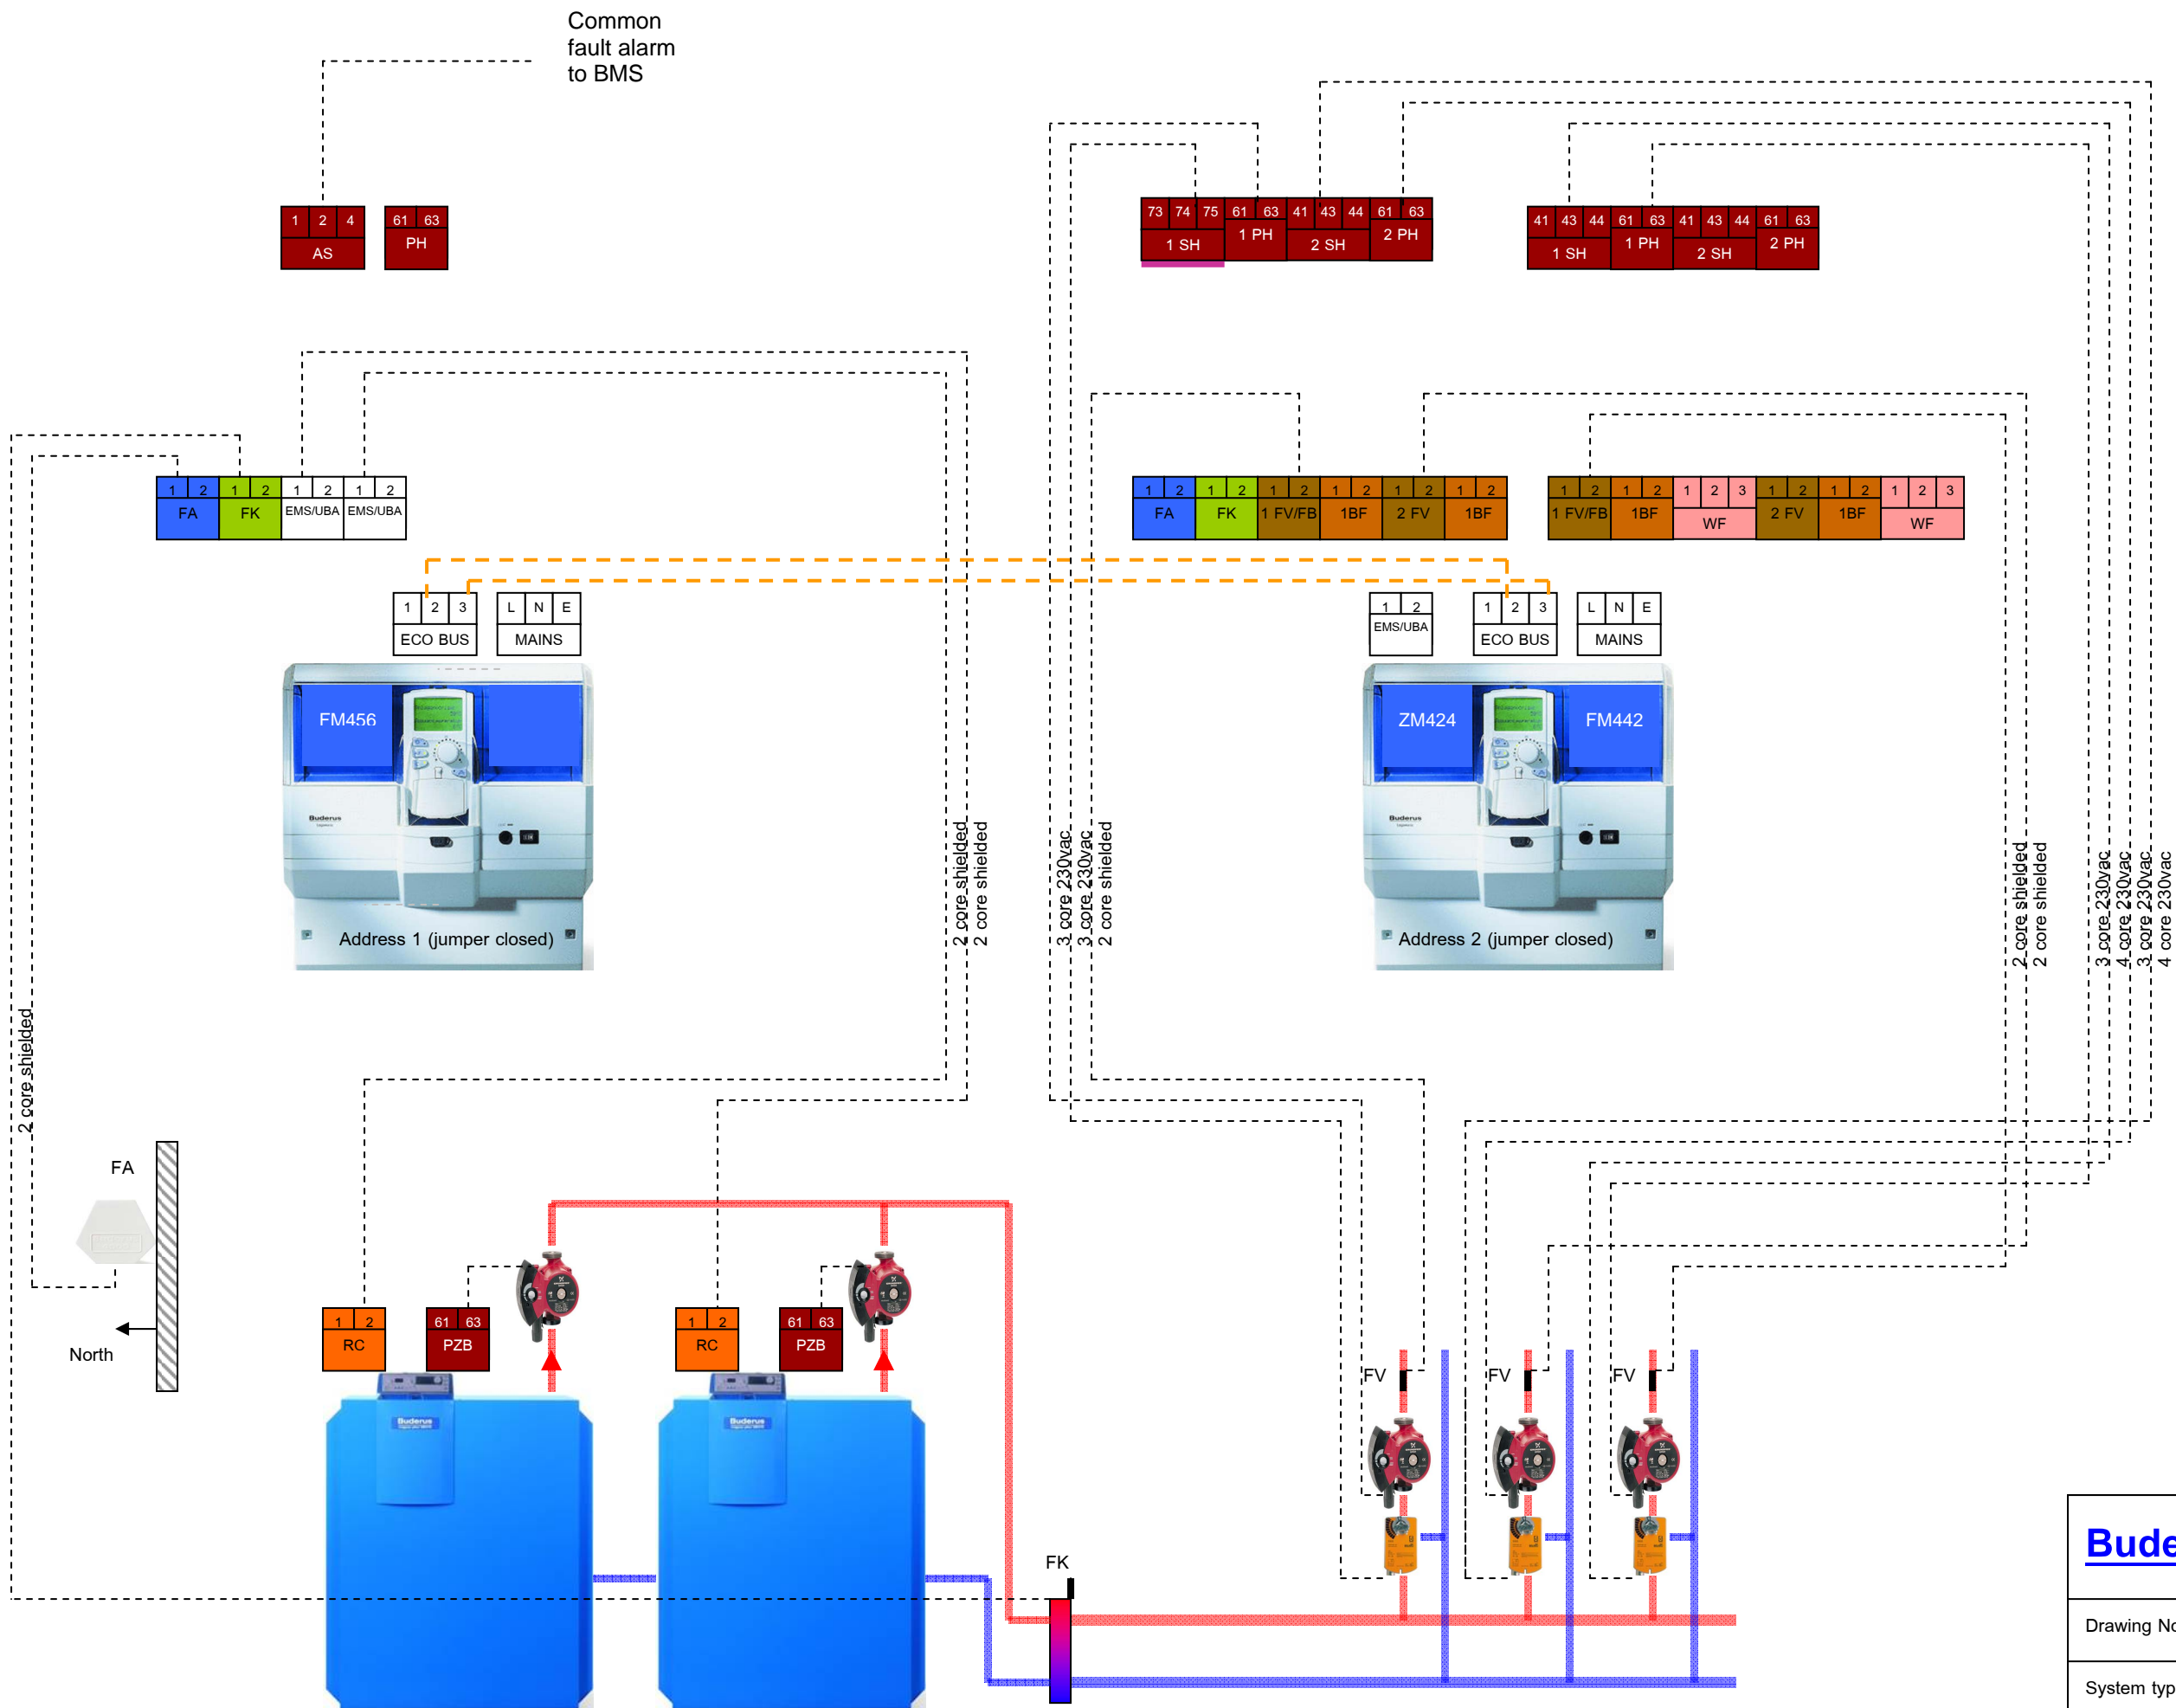 Common
fault alarm
to BMS
1 2 4
AS
61 63
PH
73 74 75 61 63 41 43 44 61 63
1 SH 1 PH 2 SH 2 PH
41 43 44 61 63 41 43 44 61 63
1 SH 1 PH 2 SH 2 PH
1 2 1 2 1 2 1 2
FA FK EMS/UBA EMS/UBA
1 2 1 2 1 2 1 2 1 2 1 2
FA FK 1 FV/FB 1BF 2 FV 1BF
1 2 1 2 1 2 3 1 2 1 2 1 2 3
1 FV/FB 1BF WF 2 FV 1BF WF
1 2 3
ECO BUS
L N E
MAINS
1 2
EMS/UBA
1 2 3
ECO BUS
L N E
MAINS
FM456
Buderus
Address 1 (jumper closed)
ZM424
FM442
Buderus
Address 2 (jumper closed)
2 core shielded
2 core shielded
2 core shielded
3 core 230vac
3 core 230vac
2 core shielded
2 core shielded
2 core shielded
3 core 230vac
4 core 230vac
3 core 230vac
4 core 230vac
FA
North
1 2
RC
61 63
PZB
1 2
RC
61 63
PZB
Buderus
Buderus
FV
FV
FV
FK
Bude
Drawing No
System typ